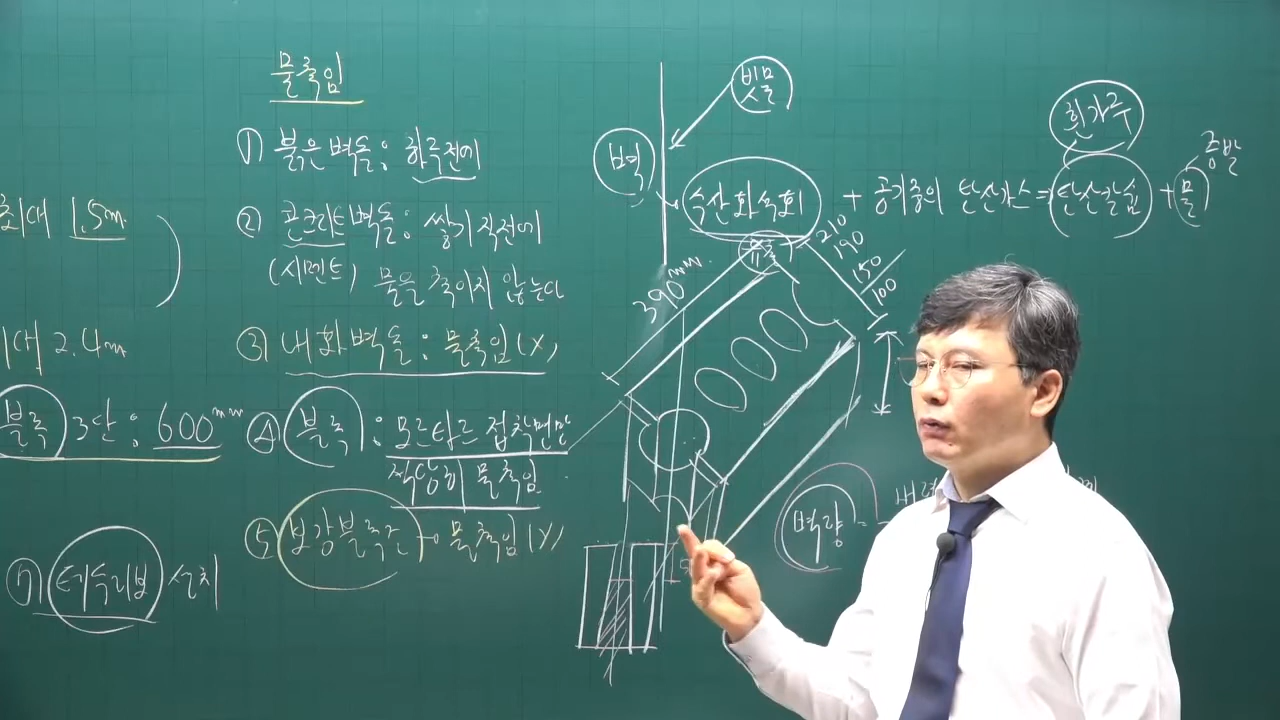 최대 1.5m
대 2.4m
블록 3단 : 600mm
⑦ 테두리보 설치
물축임
① 붉은벽돌 : 하루전에
② 콘크리트벽돌 : 쌓기직전에
(시멘트) 물을 축이지 않는다
③ 내화벽돌 : 물축임(X)
④ 블록 : 모르타르 접착면만
적당히 물축임
⑤ 보강블록조 → 물축임(X)
빗물
벽
수산화석회 + 공기중의 탄산가스 = 탄산칼슘 + 물
흰가루
증발
390mm
210
190
150
100
벽량 =